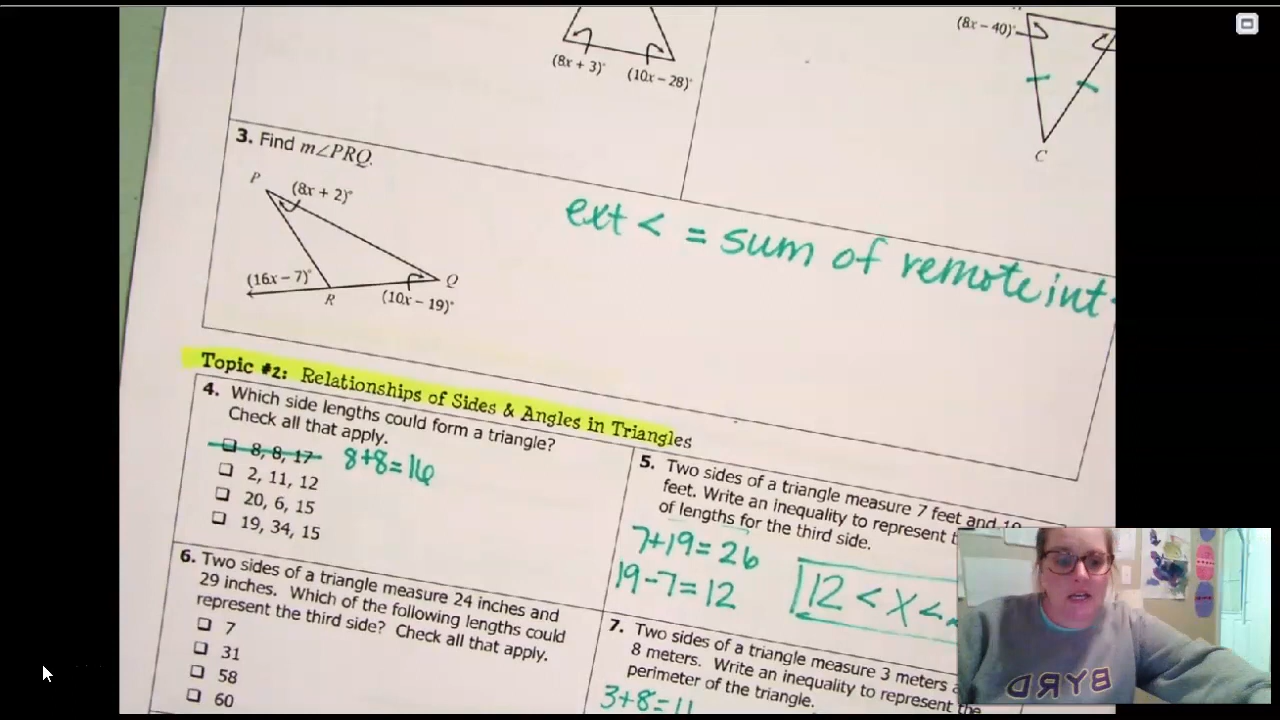 (8x + 3)°
(10x − 28)°
(8x − 40)°
C
3. Find m∠PRQ.
P
(8x + 2)°
(16x − 7)°
R
(10x − 19)°
Q
ext < = sum of remote int
Topic #2: Relationships of Sides & Angles in Triangles
4. Which side lengths could form a triangle?
Check all that apply.
❑ 8, 8, 17
8+8=16
❑ 2, 11, 12
❑ 20, 6, 15
❑ 19, 34, 15
5. Two sides of a triangle measure 7 feet and 19
feet. Write an inequality to represent
of lengths for the third side.
7+19=26
19-7=12
12 < x <
6. Two sides of a triangle measure 24 inches and
29 inches. Which of the following lengths could
represent the third side? Check all that apply.
❑ 7
❑ 31
❑ 58
❑ 60
7. Two sides of a triangle measure 3 meters
8 meters. Write an inequality to represent the
perimeter of the triangle.
3+8=11
BYRD